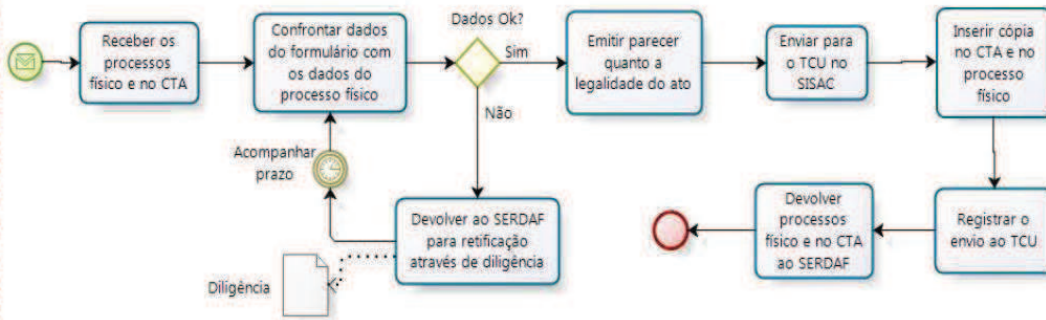 Receber os
processos
físico e no CTA
Confrontar dados
do formulário com
os dados do
processo físico
Dados Ok?
Sim
Não
Emitir parecer
quanto a
legalidade do ato
Enviar para
o TCU no
SISAC
Inserir cópia
no CTA e no
processo
físico
Acompanhar
prazo
Devolver ao SERDAF
para retificação
através de diligência
Diligência
Devolver
processos
físico e no CTA
ao SERDAF
Registrar o
envio ao TCU